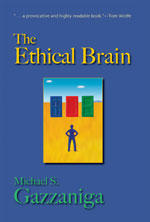 "... a provocative and highly readable book."—Tom Wolfe
The
Ethical Brain
Michael S.
Gazzaniga